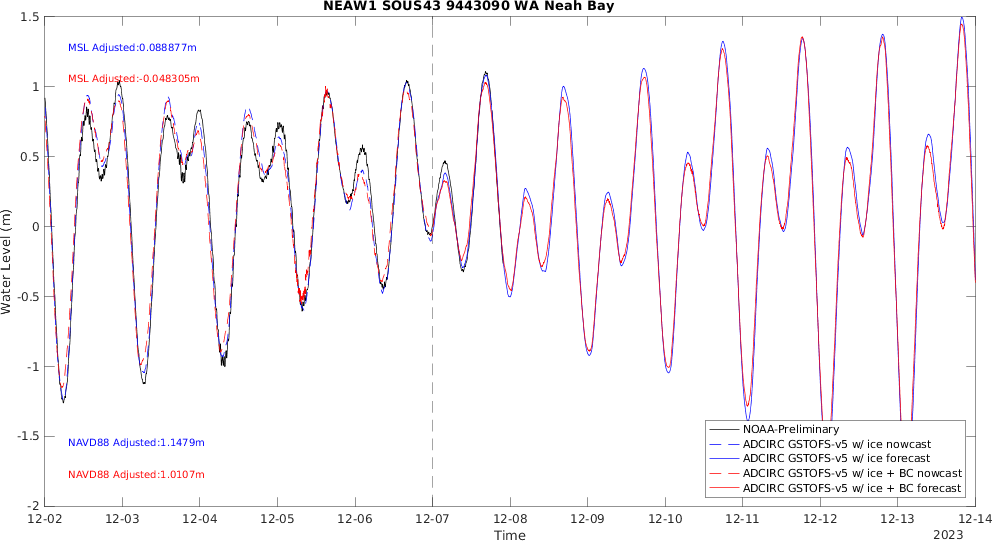 NEAW1 SOUS43 9443090 WA Neah Bay
MSL Adjusted:0.088877m
MSL Adjusted:-0.048305m
NAVD88 Adjusted:1.1479m
NAVD88 Adjusted:1.0107m
Water Level (m)
1.5
1
0.5
0
-0.5
-1
-1.5
-2
NOAA-Preliminary
ADCIRC GSTOFS-v5 w/ ice nowcast
ADCIRC GSTOFS-v5 w/ ice forecast
ADCIRC GSTOFS-v5 w/ ice + BC nowcast
ADCIRC GSTOFS-v5 w/ ice + BC forecast
12-02 12-03 12-04 12-05 12-06 12-07 12-08 12-09 12-10 12-11 12-12 12-13 12-14
Time
2023